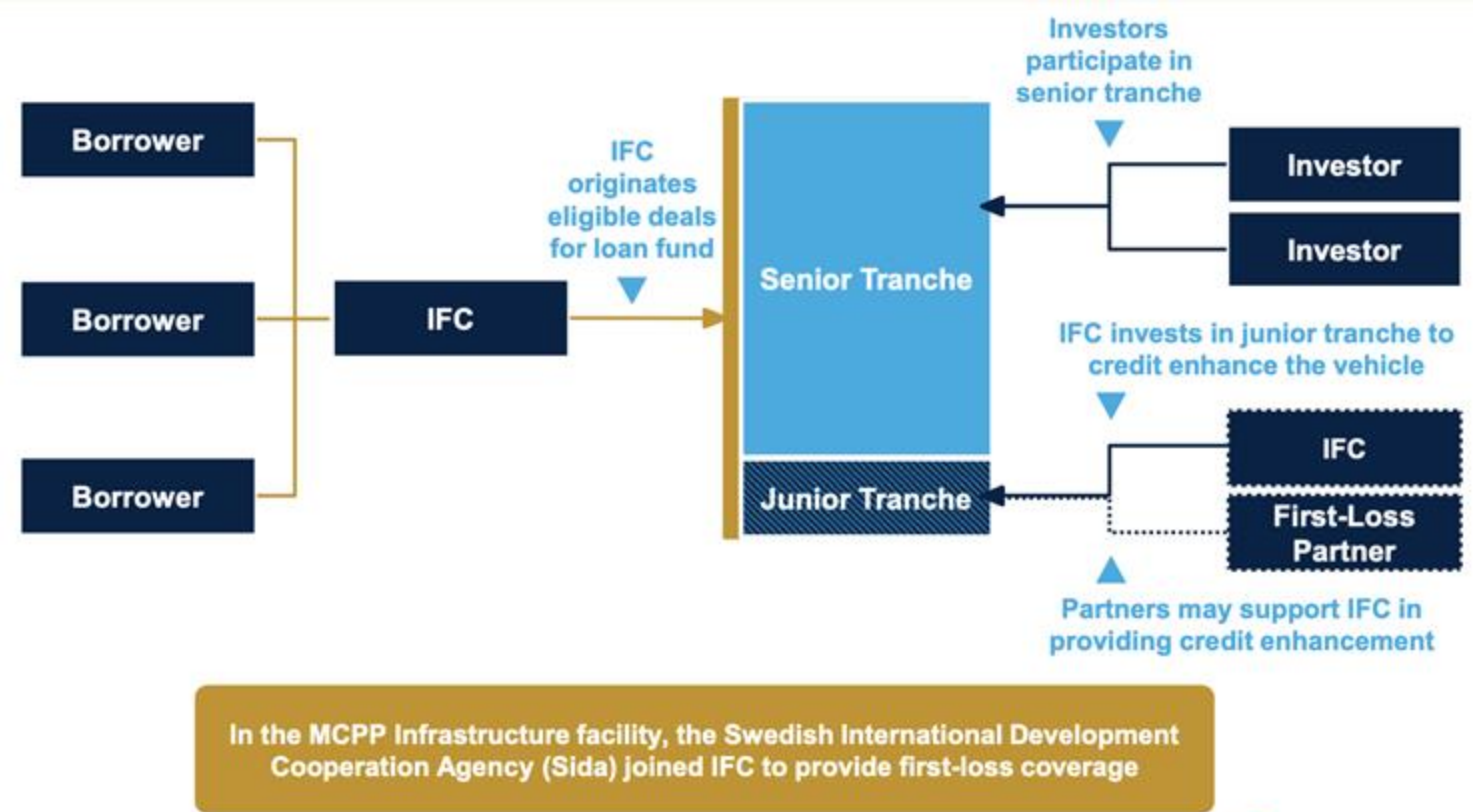 Investors
participate in
senior tranche
Borrower
IFC
originates
eligible deals
for loan fund
Investor
Investor
Senior Tranche
Borrower
IFC
IFC invests in junior tranche to
credit enhance the vehicle
IFC
Borrower
Junior Tranche
First-Loss
Partner
Partners may support IFC in
providing credit enhancement
In the MCPP Infrastructure facility, the Swedish International Development
Cooperation Agency (Sida) joined IFC to provide first-loss coverage